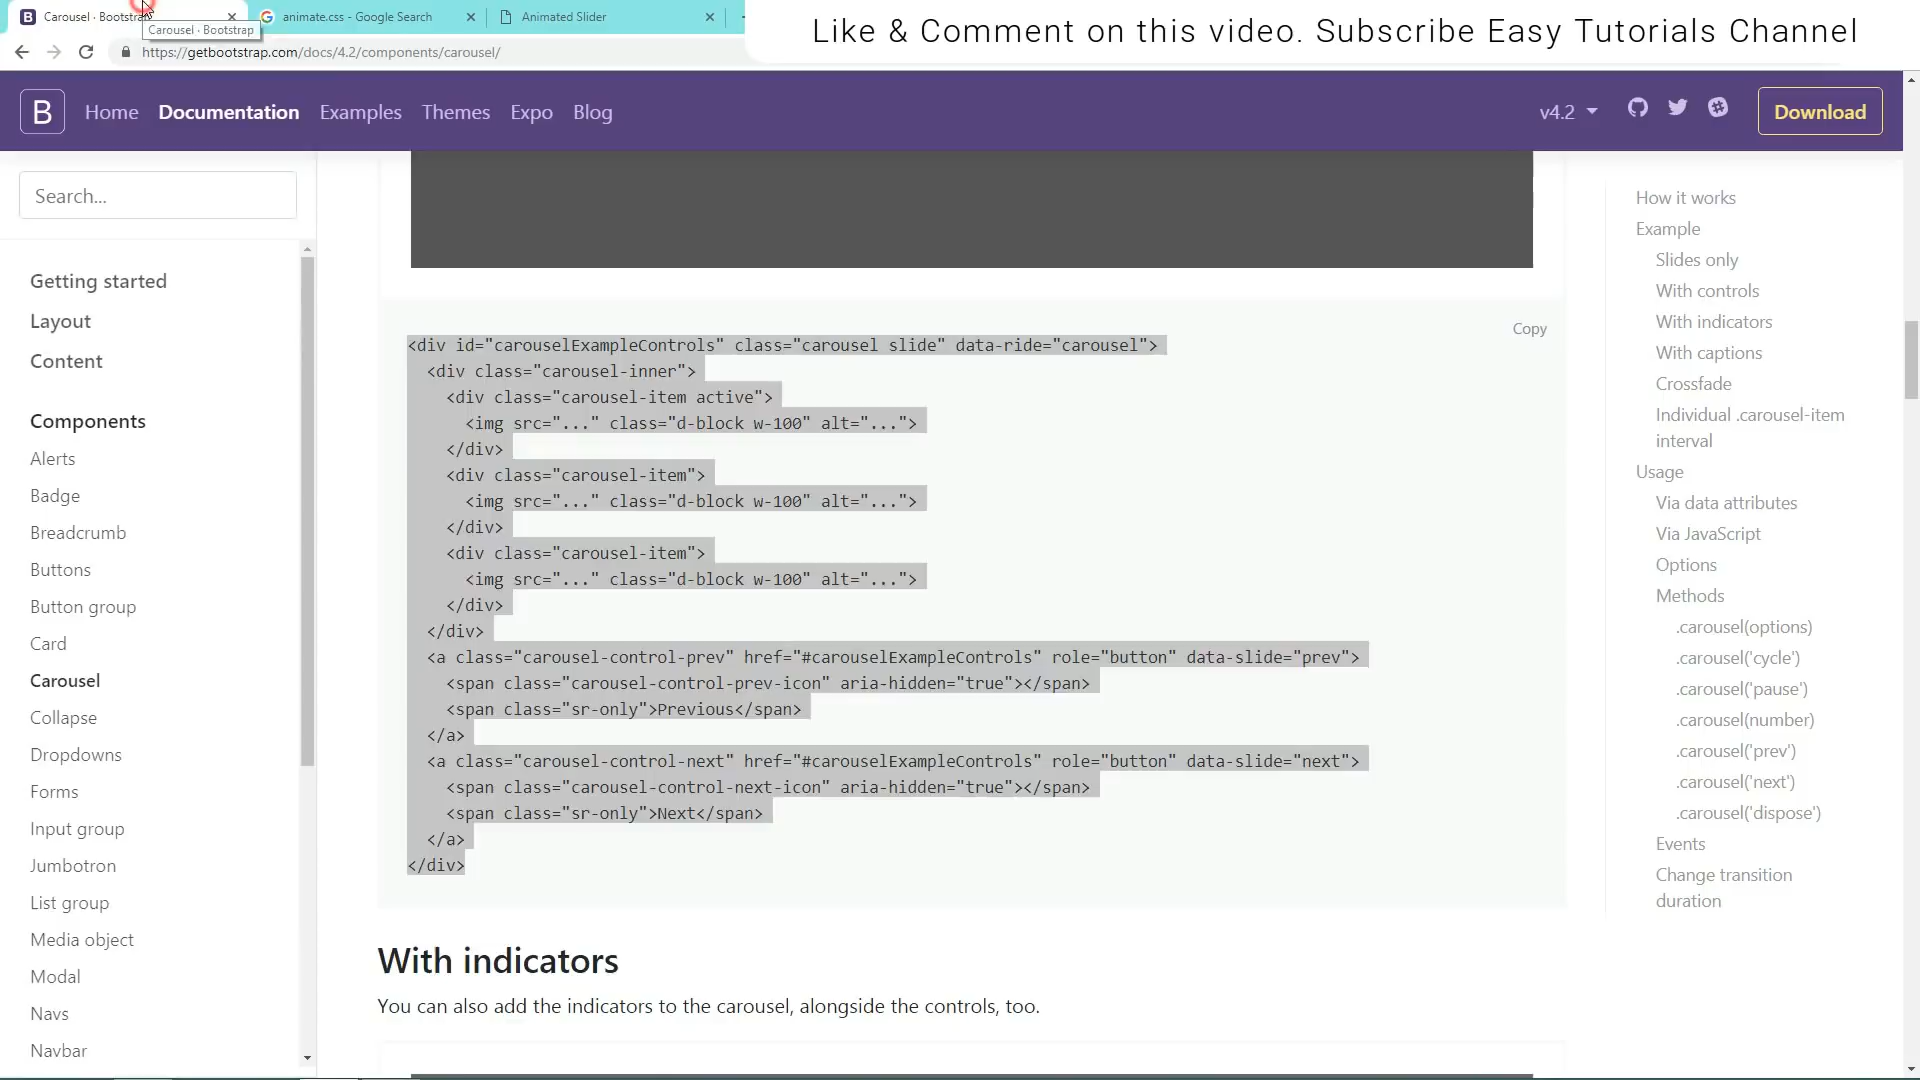 Carousel · Bootstrap
animate.css - Google Search
Animated Slider
Carousel · Bootstrap
Like & Comment on this video. Subscribe Easy Tutorials Channel
https://getbootstrap.com/docs/4.2/components/carousel/
B
Home
Documentation
Examples
Themes
Expo
Blog
v4.2
Download
Search...
Getting started
Layout
Content
Components
Alerts
Badge
Breadcrumb
Buttons
Button group
Card
Carousel
Collapse
Dropdowns
Forms
Input group
Jumbotron
List group
Media object
Modal
Navs
Navbar
Copy
<div id="carouselExampleControls" class="carousel slide" data-ride="carousel">
<div class="carousel-inner">
<div class="carousel-item active">
<img src="..." class="d-block w-100" alt="...">
</div>
<div class="carousel-item">
<img src="..." class="d-block w-100" alt="...">
</div>
<div class="carousel-item">
<img src="..." class="d-block w-100" alt="...">
</div>
</div>
<a class="carousel-control-prev" href="#carouselExampleControls" role="button" data-slide="prev">
<span class="carousel-control-prev-icon" aria-hidden="true"></span>
<span class="sr-only">Previous</span>
</a>
<a class="carousel-control-next" href="#carouselExampleControls" role="button" data-slide="next">
<span class="carousel-control-next-icon" aria-hidden="true"></span>
<span class="sr-only">Next</span>
</a>
</div>
With indicators
You can also add the indicators to the carousel, alongside the controls, too.
How it works
Example
Slides only
With controls
With indicators
With captions
Crossfade
Individual .carousel-item
interval
Usage
Via data attributes
Via JavaScript
Options
Methods
.carousel(options)
.carousel('cycle')
.carousel('pause')
.carousel(number)
.carousel('prev')
.carousel('next')
.carousel('dispose')
Events
Change transition
duration